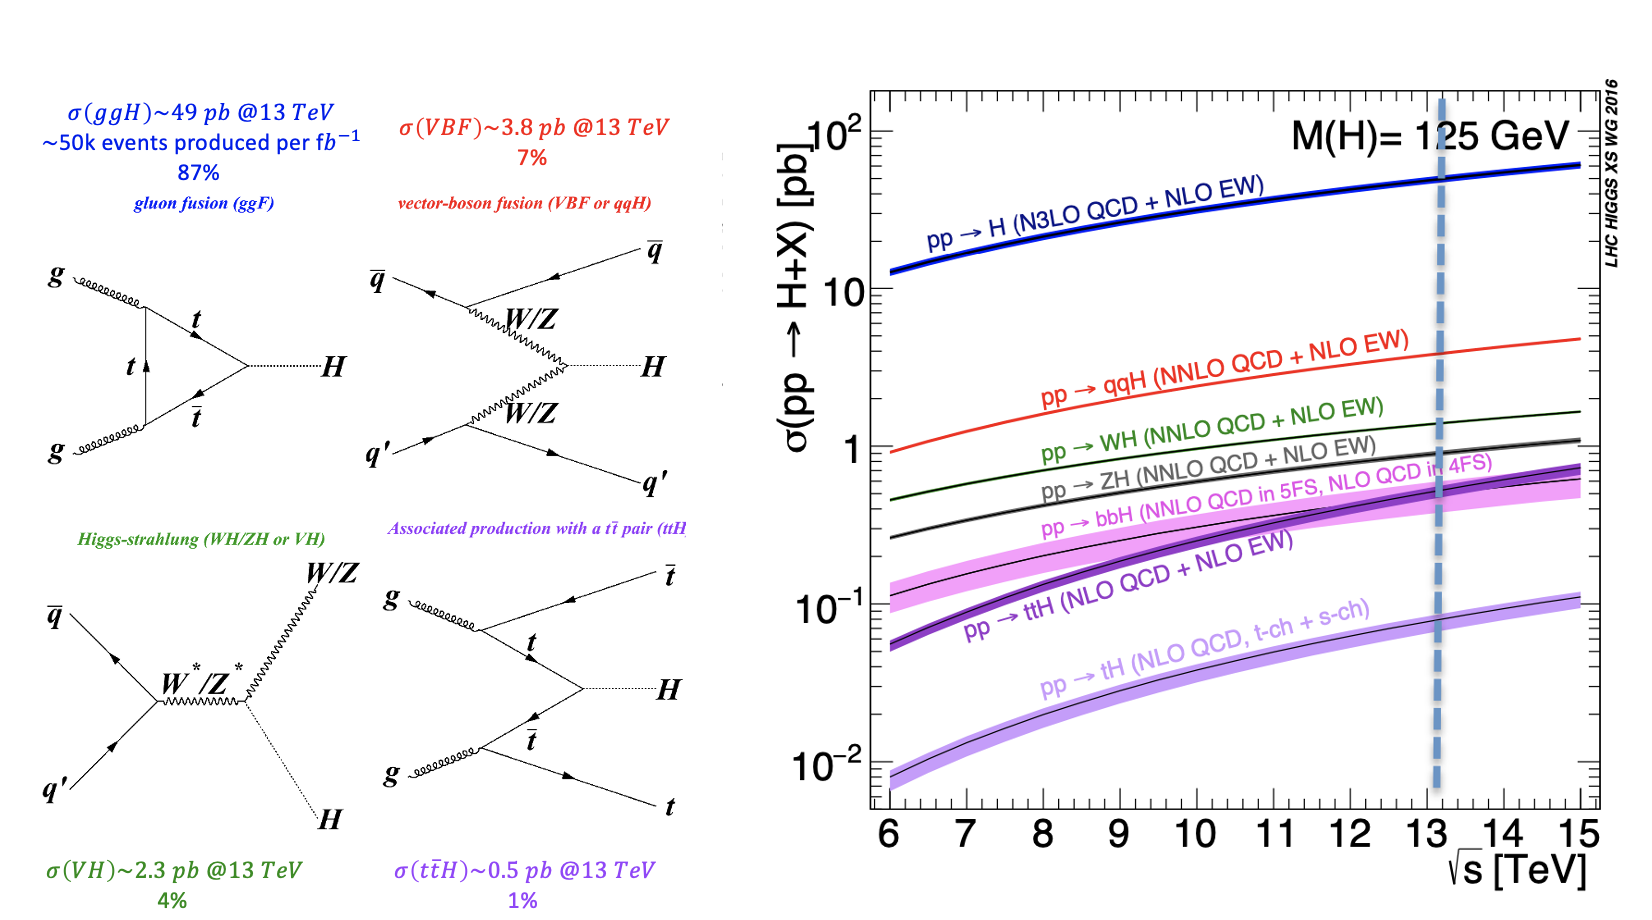 σ(ggH)~49 pb @13 TeV
~50k events produced per fb⁻¹
87%
gluon fusion (ggF)
g
t
t
t̅
H
g
σ(VBF)~3.8 pb @13 TeV
7%
vector-boson fusion (VBF or qqH)
q̅
q̅
W/Z
H
W/Z
q'
q'
Higgs-strahlung (WH/ZH or VH)
W/Z
q̅
W*/Z*
q'
H
σ(VH)~2.3 pb @13 TeV
4%
Associated production with a tt̅ pair (ttH
g
t̅
t
H
t̅
g
t
σ(tt̅H)~0.5 pb @13 TeV
1%
σ(pp → H+X) [pb]
10²
10
1
10⁻¹
10⁻²
M(H)= 125 GeV
LHC HIGGS XS WG 2016
pp → H (N3LO QCD + NLO EW)
pp → qqH (NNLO QCD + NLO EW)
pp → WH (NNLO QCD + NLO EW)
pp → ZH (NNLO QCD + NLO EW)
pp → bbH (NNLO QCD in 5FS, NLO QCD in 4FS)
pp → ttH (NLO QCD + NLO EW)
pp → tH (NLO QCD, t-ch + s-ch)
6 7 8 9 10 11 12 13 14 15
√s [TeV]